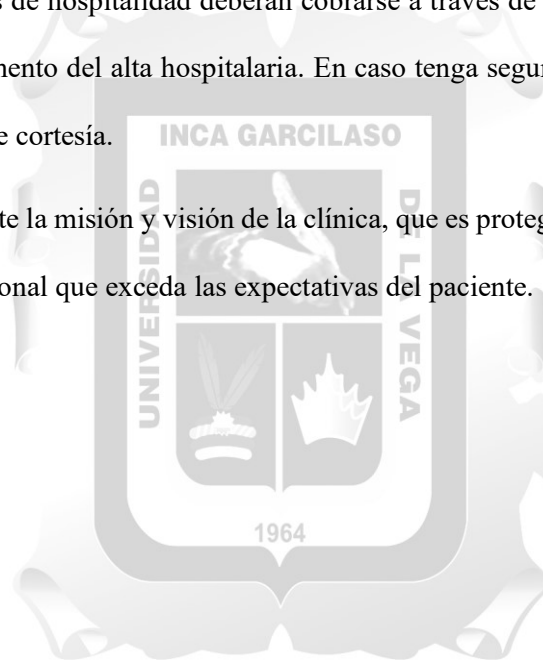 s de hospitalidad deberán cobrarse a través de
mento del alta hospitalaria. En caso tenga segur
e cortesía.
INCA GARCILASO
te la misión y visión de la clínica, que es proteg
onal que exceda las expectativas del paciente.
UNIVERSIDAD
DE LA VEGA
1964